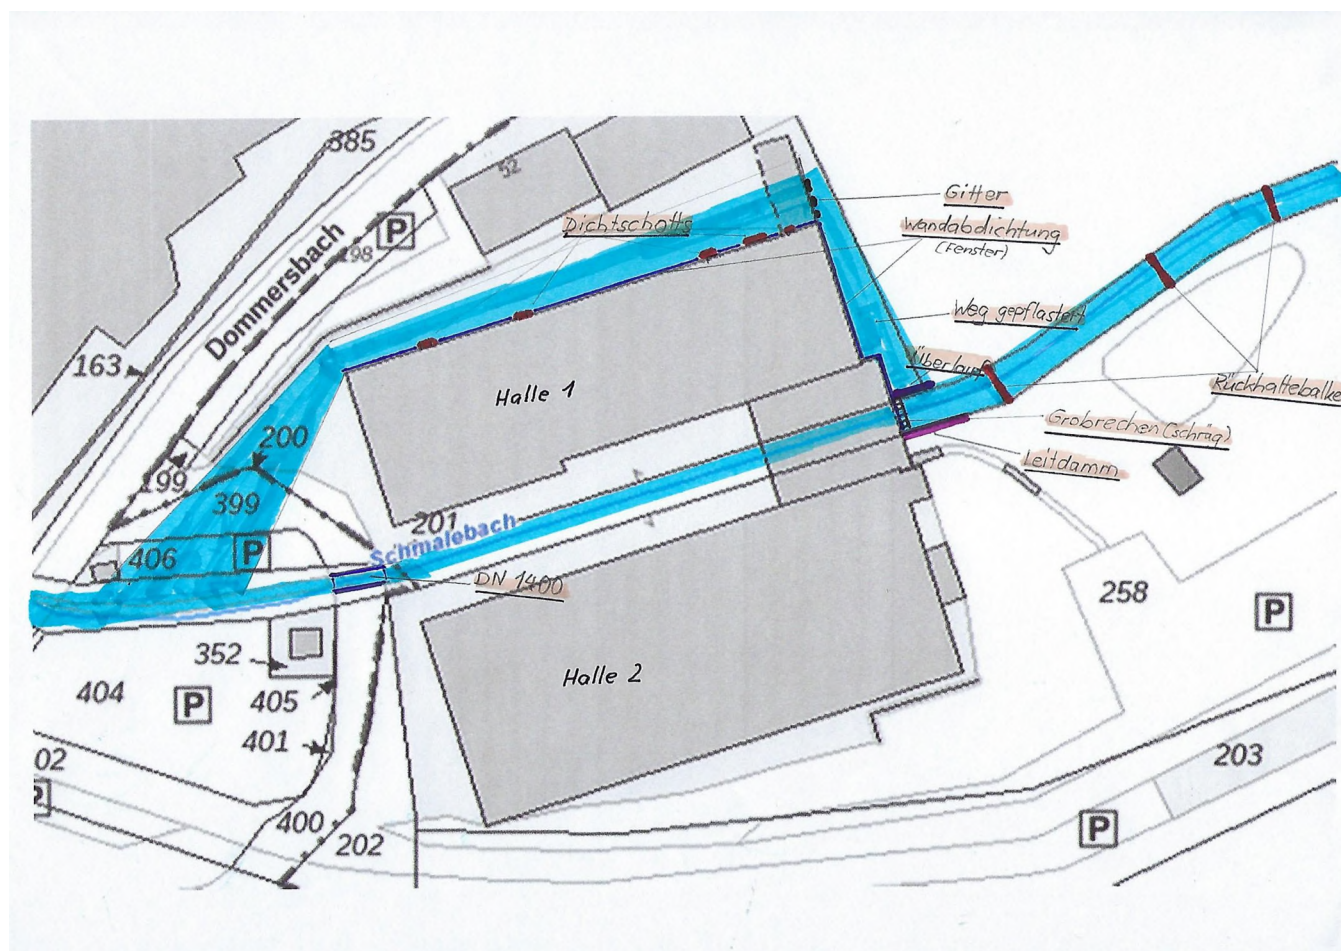 385
52
P
198
Dommersbach
Dichtschotts
Gitter
Wandabdichtung
(Fenster)
Weg gepflastert
163
Überlauf
Rückhaltebalke
Halle 1
Grobrechen (schräg)
Leitdamm
200
199
399
201
Schmalebach
406
P
DN 1400
258
P
352
Halle 2
404
P
405
401
02
P
203
400
202
P